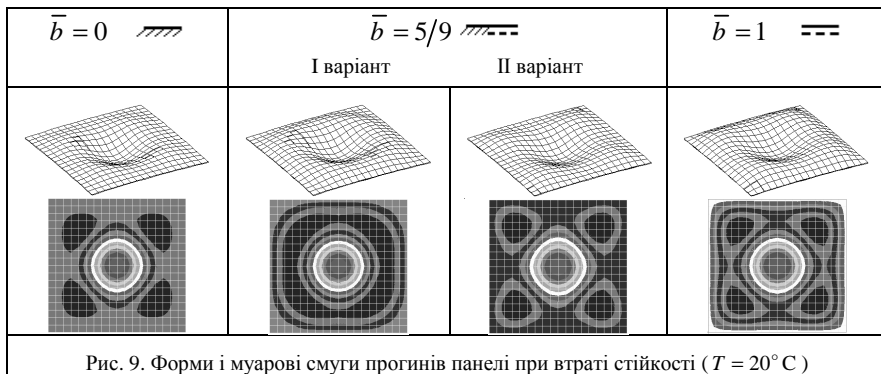 b̅ = 0
b̅ = 5/9
b̅ = 1
I варіант
II варіант
Рис. 9. Форми і муарові смуги прогинів панелі при втраті стійкості ( T = 20° C )